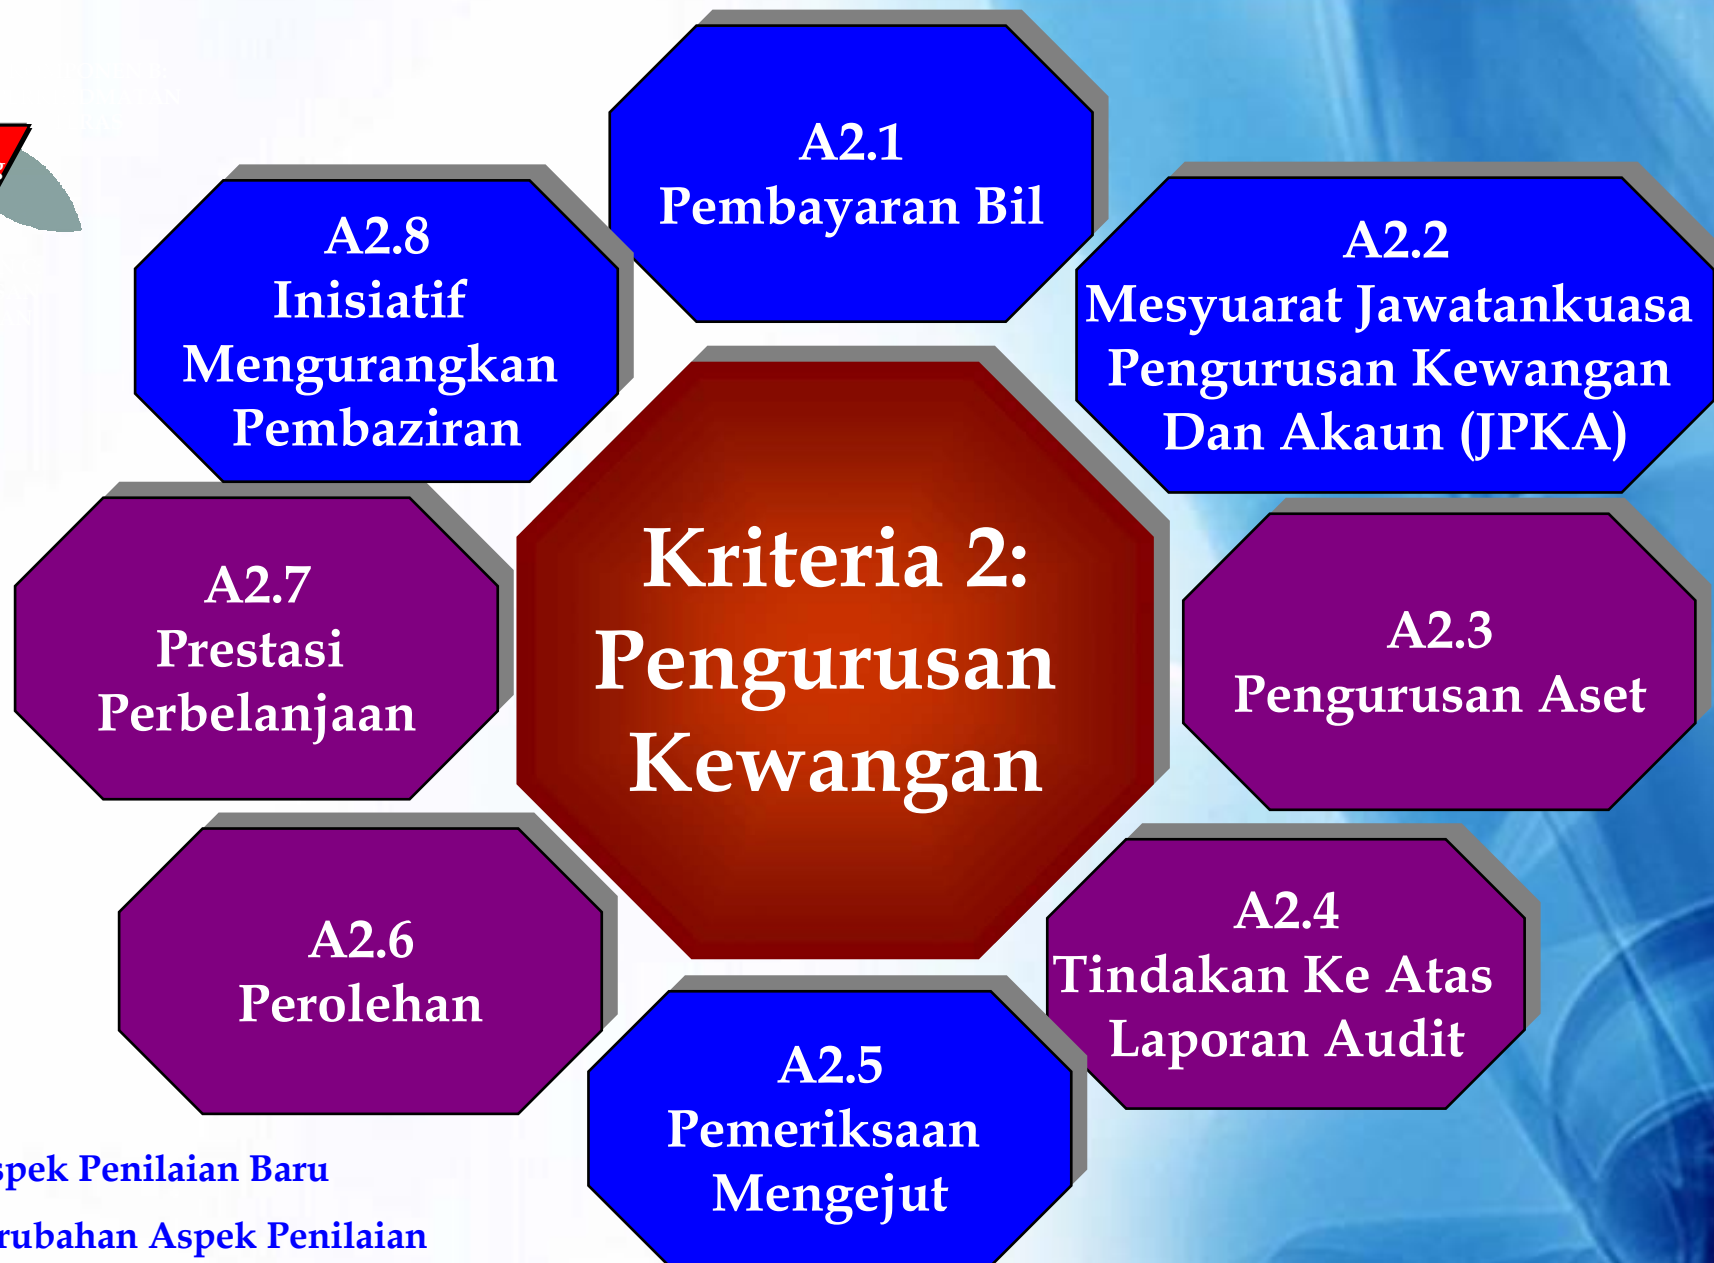 A2.1
Pembayaran Bil
A2.2
Mesyuarat Jawatankuasa
Pengurusan Kewangan
Dan Akaun (JPKA)
A2.3
Pengurusan Aset
A2.4
Tindakan Ke Atas
Laporan Audit
A2.5
Pemeriksaan
Mengejut
A2.6
Perolehan
A2.7
Prestasi
Perbelanjaan
A2.8
Inisiatif
Mengurangkan
Pembaziran
Kriteria 2:
Pengurusan
Kewangan
spek Penilaian Baru
rubahan Aspek Penilaian